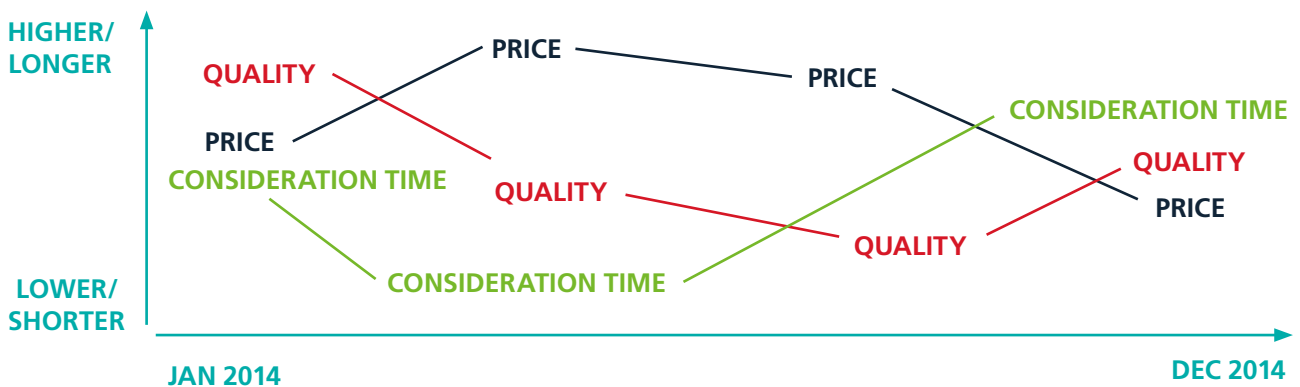 HIGHER/
LONGER
QUALITY
PRICE
CONSIDERATION TIME
PRICE
QUALITY
CONSIDERATION TIME
PRICE
QUALITY
CONSIDERATION TIME
QUALITY
PRICE
LOWER/
SHORTER
JAN 2014
DEC 2014